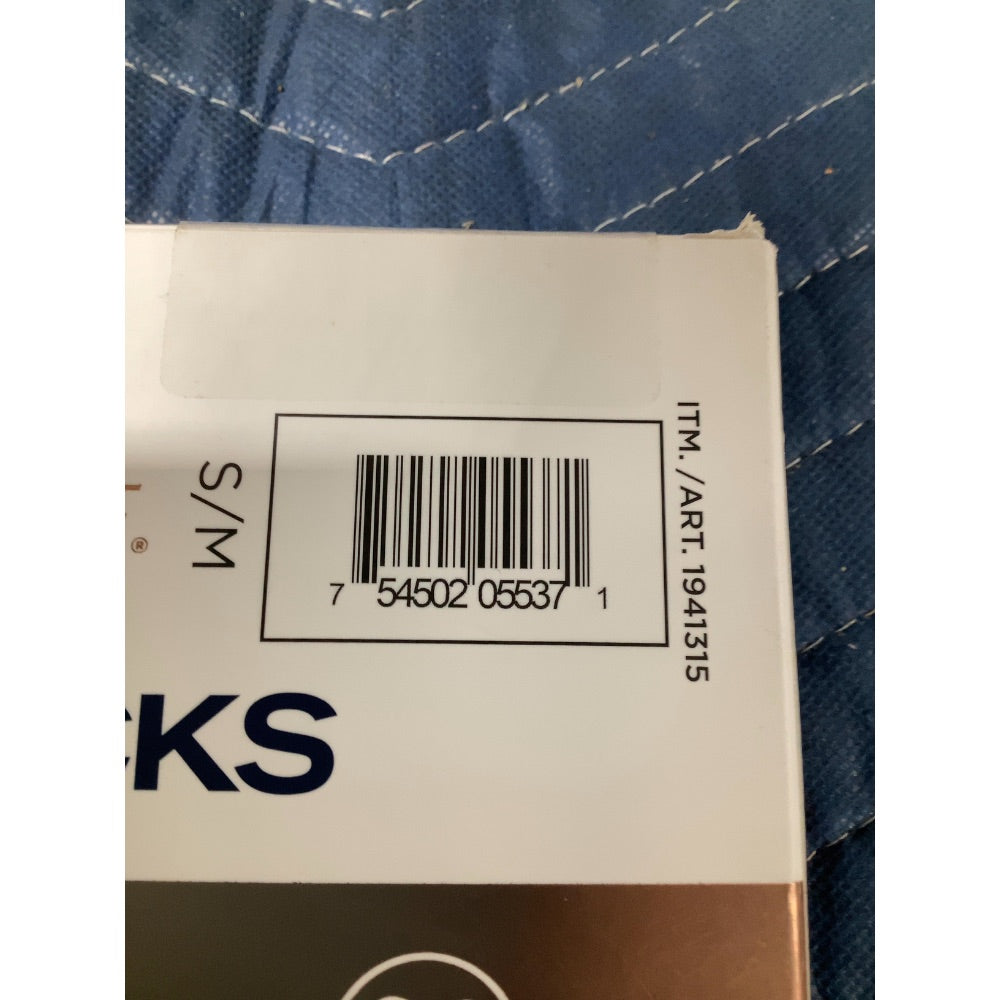 S/M
®
7 54502 05537 1
ITM. /ART. 1941315
CKS